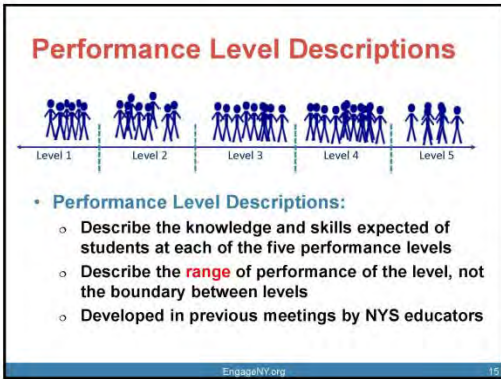 Performance Level Descriptions
Level 1 Level 2 Level 3 Level 4 Level 5
• Performance Level Descriptions:
o Describe the knowledge and skills expected of
students at each of the five performance levels
o Describe the range of performance of the level, not
the boundary between levels
o Developed in previous meetings by NYS educators
EngageNY.org 15